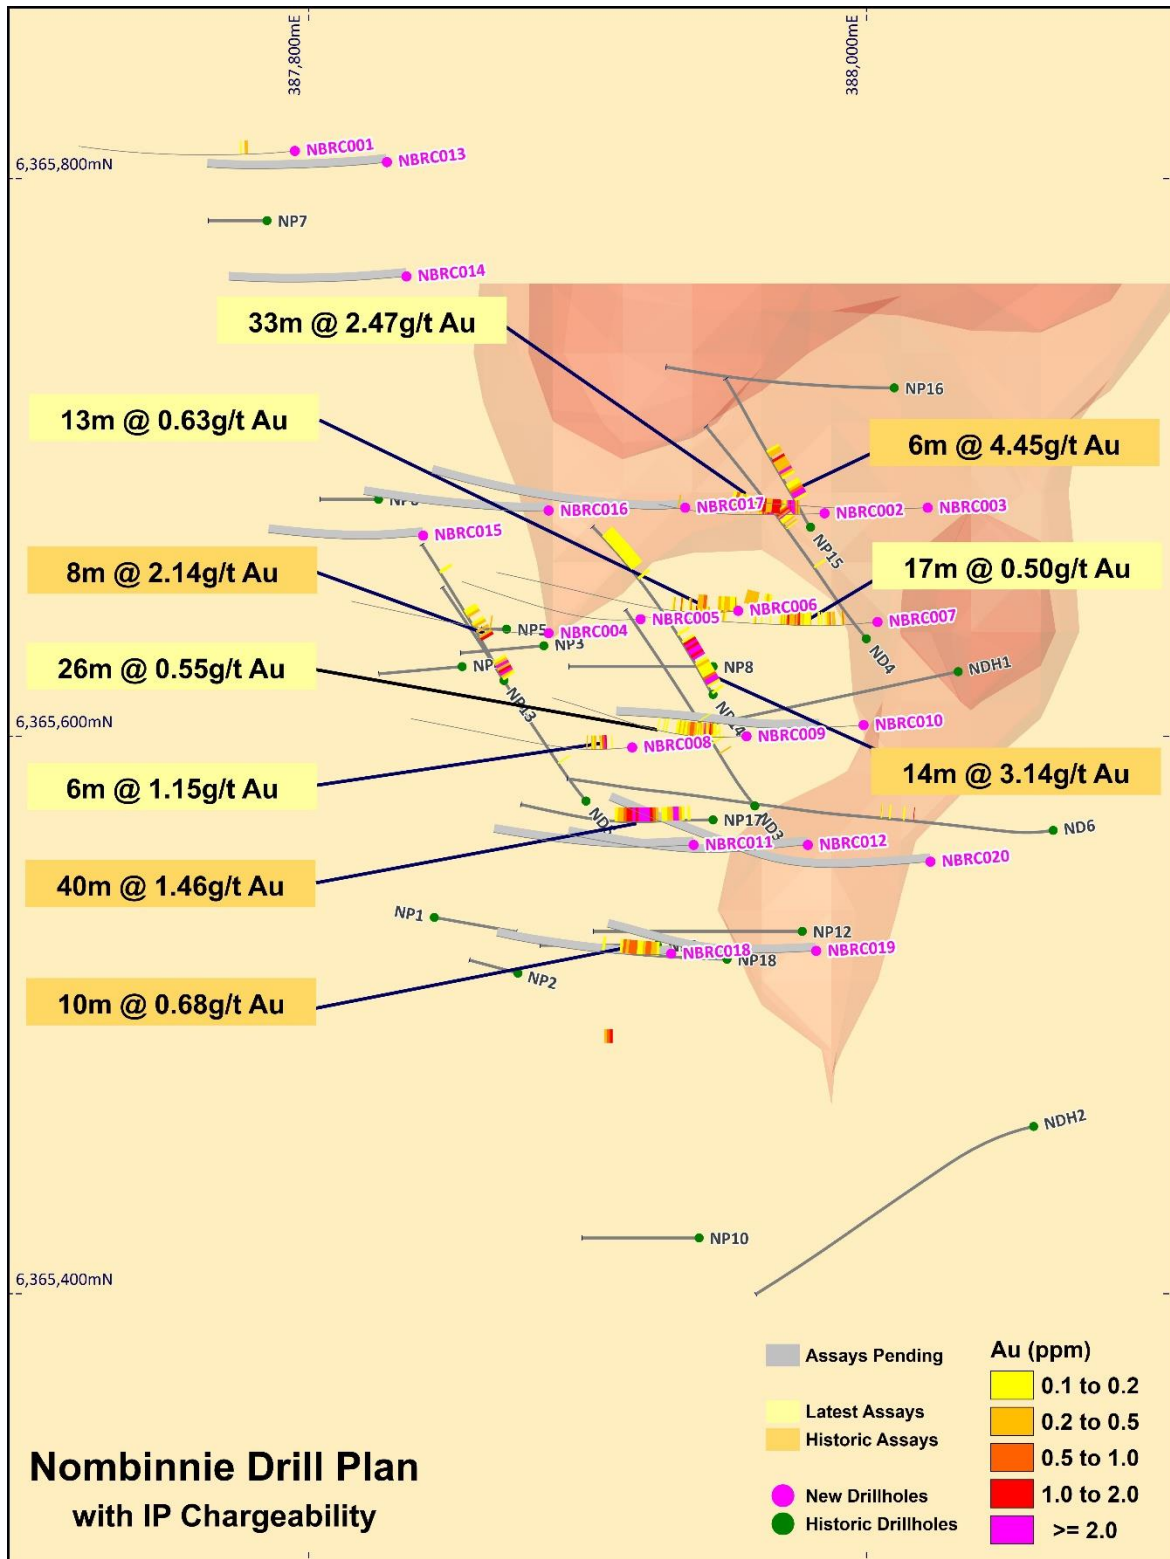 387,800mE
388,000mE
NBRC001
6,365,800mN
NBRC013
NP7
NBRC014
33m @ 2.47g/t Au
NP16
13m @ 0.63g/t Au
6m @ 4.45g/t Au
NBRC016
NBRC017
NBRC002
NBRC003
NBRC015
NP15
8m @ 2.14g/t Au
17m @ 0.50g/t Au
NBRC006
NBRC005
NBRC007
NP5
NBRC004
NP3
ND4
26m @ 0.55g/t Au
NP8
NDH1
NP13
6,365,600mN
NBRC010
NBRC009
NBRC008
6m @ 1.15g/t Au
14m @ 3.14g/t Au
NP17
ND3
ND6
NBRC011
NBRC012
NBRC020
40m @ 1.46g/t Au
NP1
NP12
NBRC018
NBRC019
NP18
NP2
10m @ 0.68g/t Au
NDH2
NP10
6,365,400mN
Assays Pending
Latest Assays
Historic Assays
New Drillholes
Historic Drillholes
Au (ppm)
0.1 to 0.2
0.2 to 0.5
0.5 to 1.0
1.0 to 2.0
>= 2.0
Nombinnie Drill Plan
with IP Chargeability